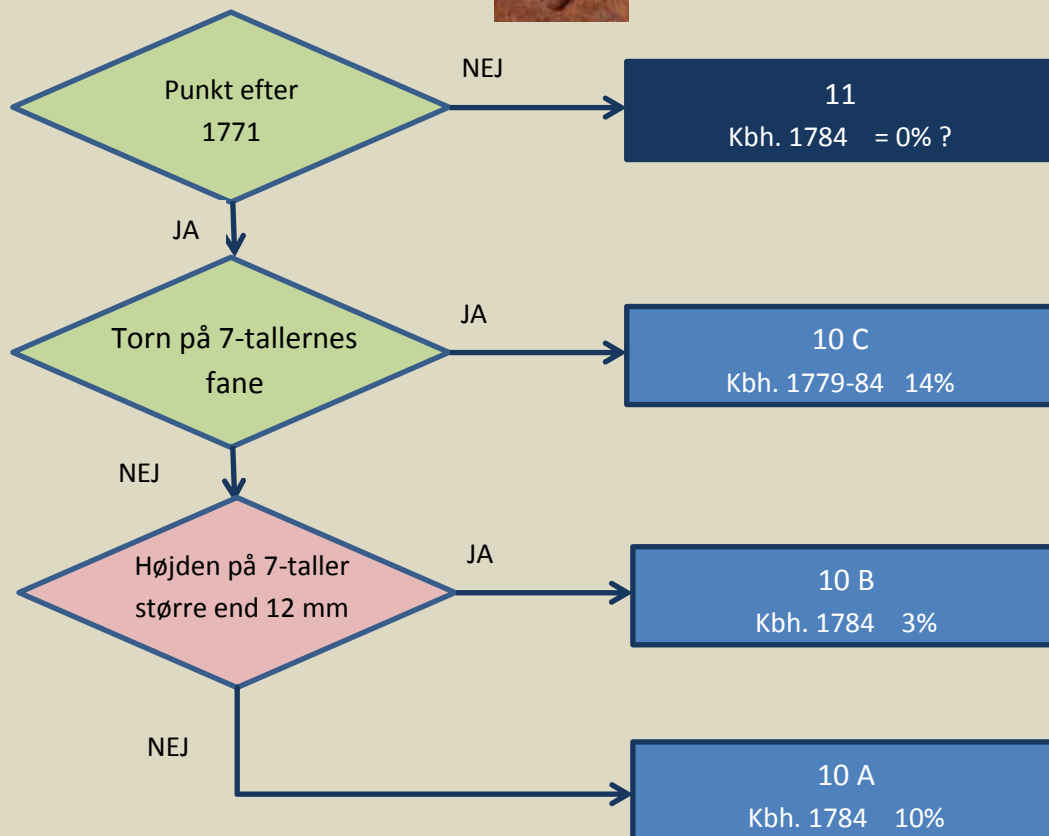 Punkt efter
1771
NEJ
11
Kbh. 1784 = 0% ?
JA
Torn på 7-tallernes
fane
JA
10 C
Kbh. 1779-84 14%
NEJ
Højden på 7-taller
større end 12 mm
JA
10 B
Kbh. 1784 3%
NEJ
10 A
Kbh. 1784 10%